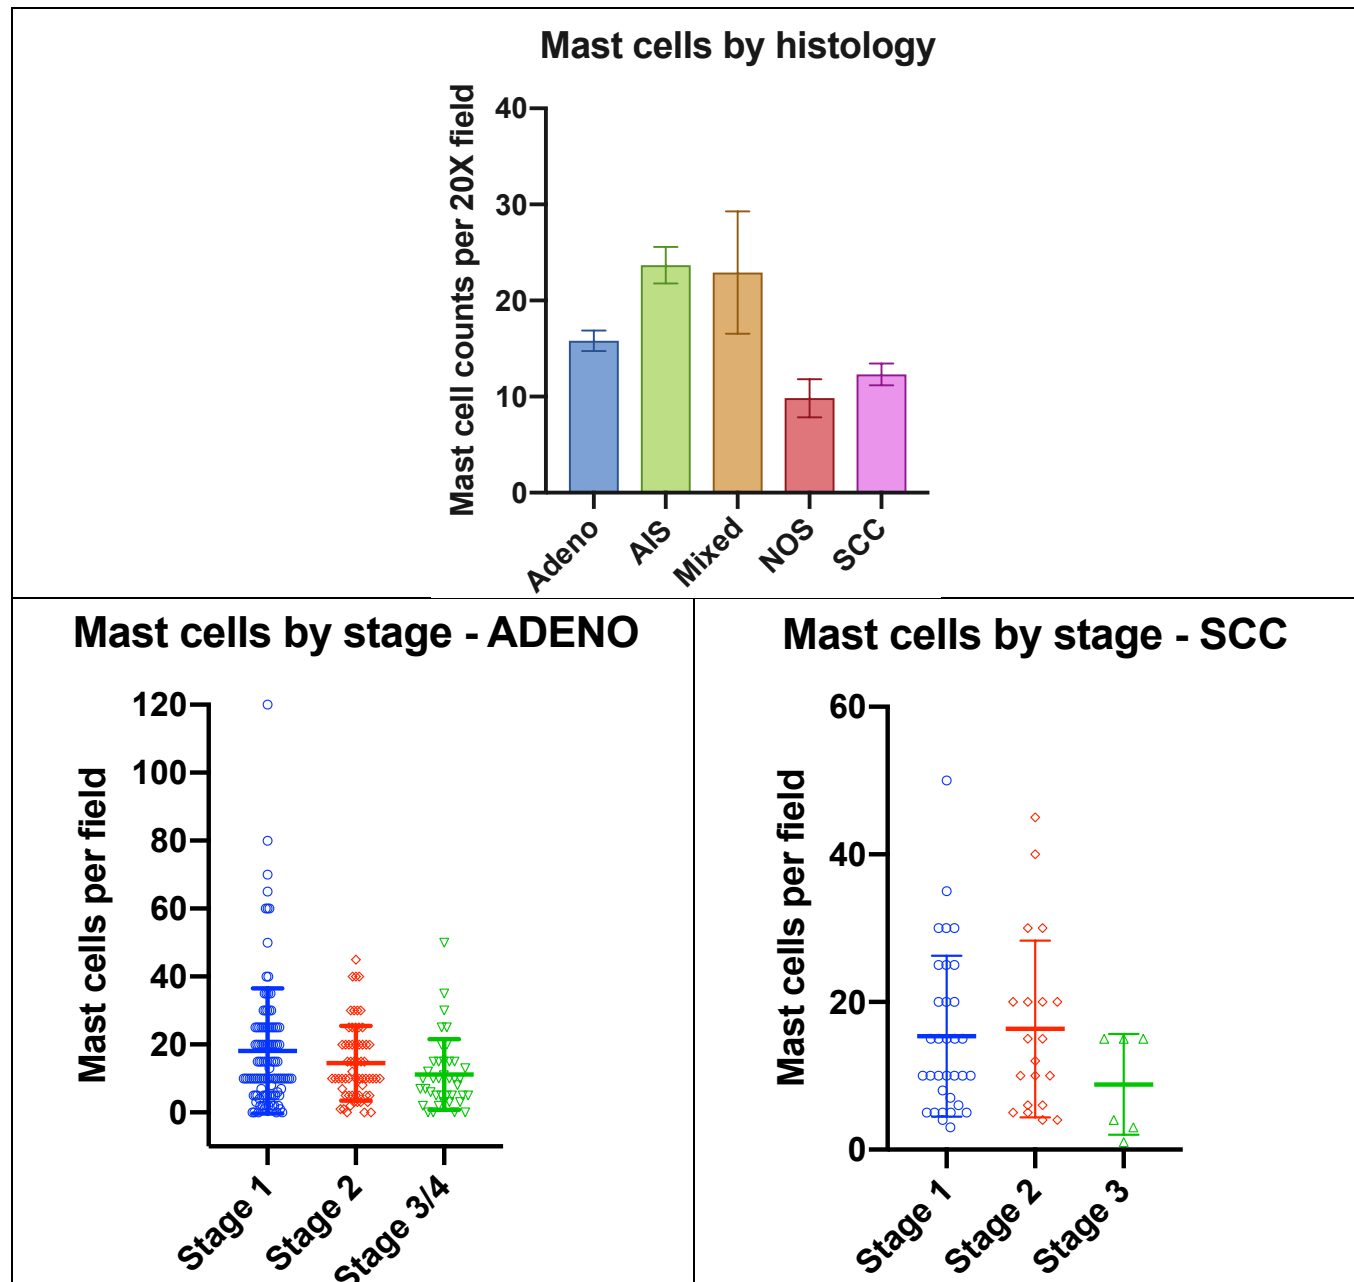 Mast cells by histology
Mast cell counts per 20X field
40
30
20
10
0
Adeno
AIS
Mixed
NOS
SCC
Mast cells by stage - ADENO
Mast cells per field
120
100
80
60
40
20
0
Stage 1
Stage 2
Stage 3/4
Mast cells by stage - SCC
Mast cells per field
60
40
20
0
Stage 1
Stage 2
Stage 3